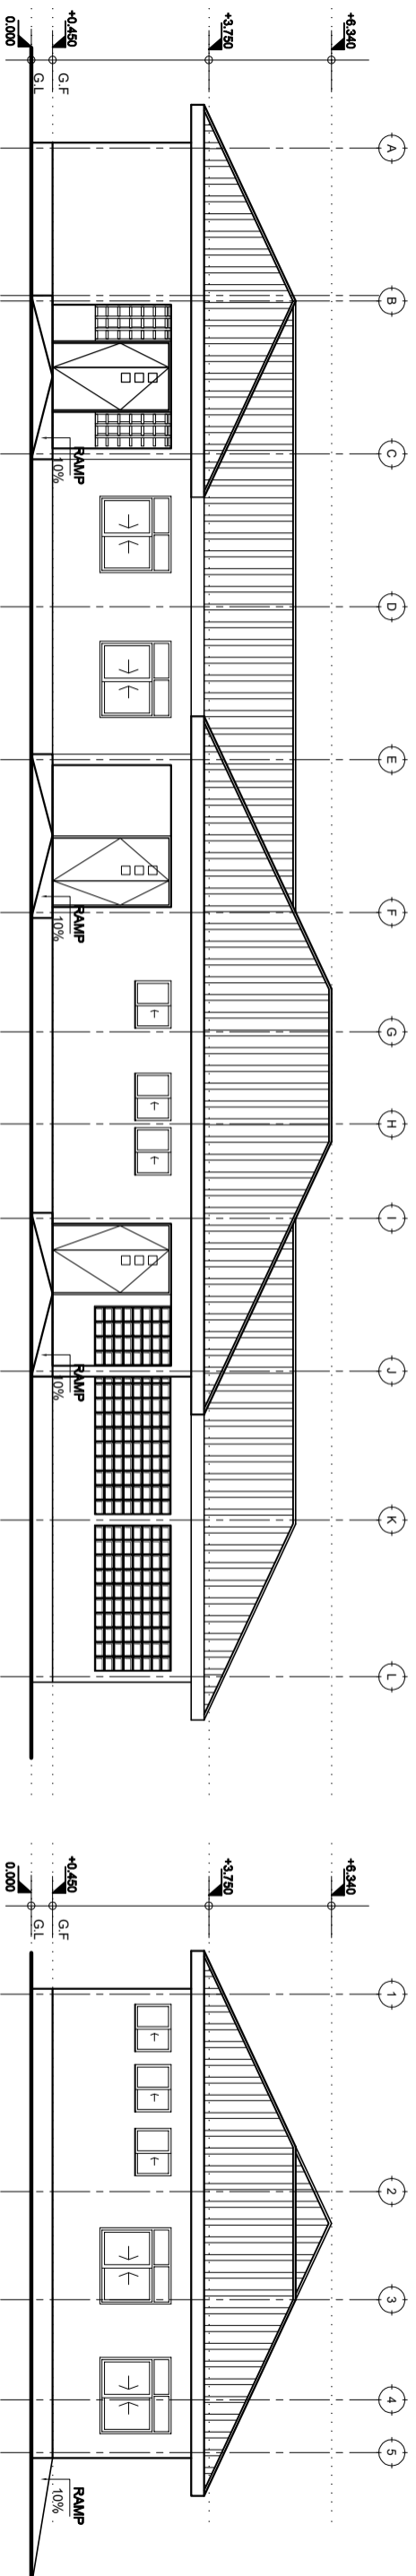 A
B
C
D
E
F
G
H
I
J
K
L
+6.340
+3.750
+0.450
0.000
G.F
G.L
RAMP
10%
RAMP
10%
RAMP
10%
1
2
3
4
5
+6.340
+3.750
+0.450
0.000
G.F
G.L
RAMP
10%